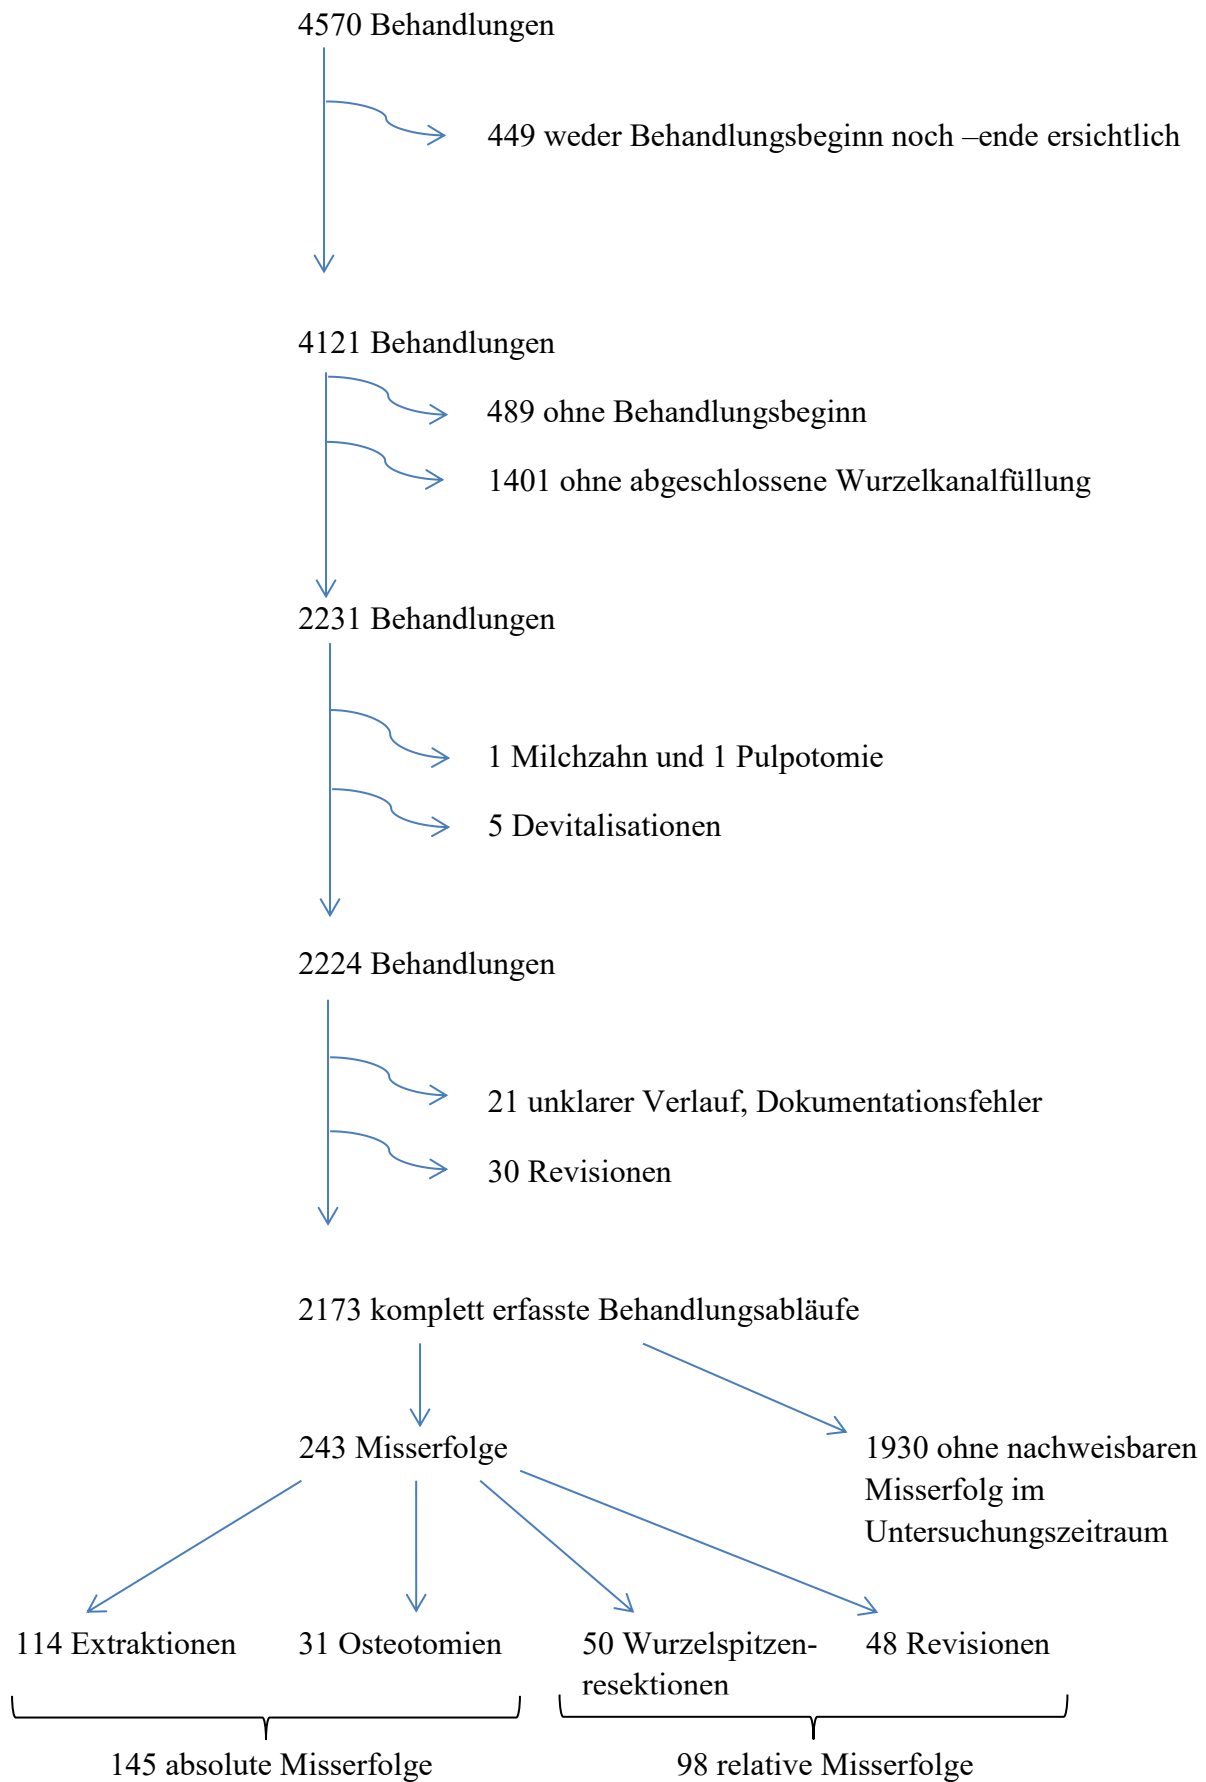 4570 Behandlungen
449 weder Behandlungsbeginn noch –ende ersichtlich
4121 Behandlungen
489 ohne Behandlungsbeginn
1401 ohne abgeschlossene Wurzelkanalfüllung
2231 Behandlungen
1 Milchzahn und 1 Pulpotomie
5 Devitalisationen
2224 Behandlungen
21 unklarer Verlauf, Dokumentationsfehler
30 Revisionen
2173 komplett erfasste Behandlungsabläufe
243 Misserfolge
1930 ohne nachweisbaren
Misserfolg im
Untersuchungszeitraum
114 Extraktionen
31 Osteotomien
50 Wurzelspitzen-
resektionen
48 Revisionen
145 absolute Misserfolge
98 relative Misserfolge